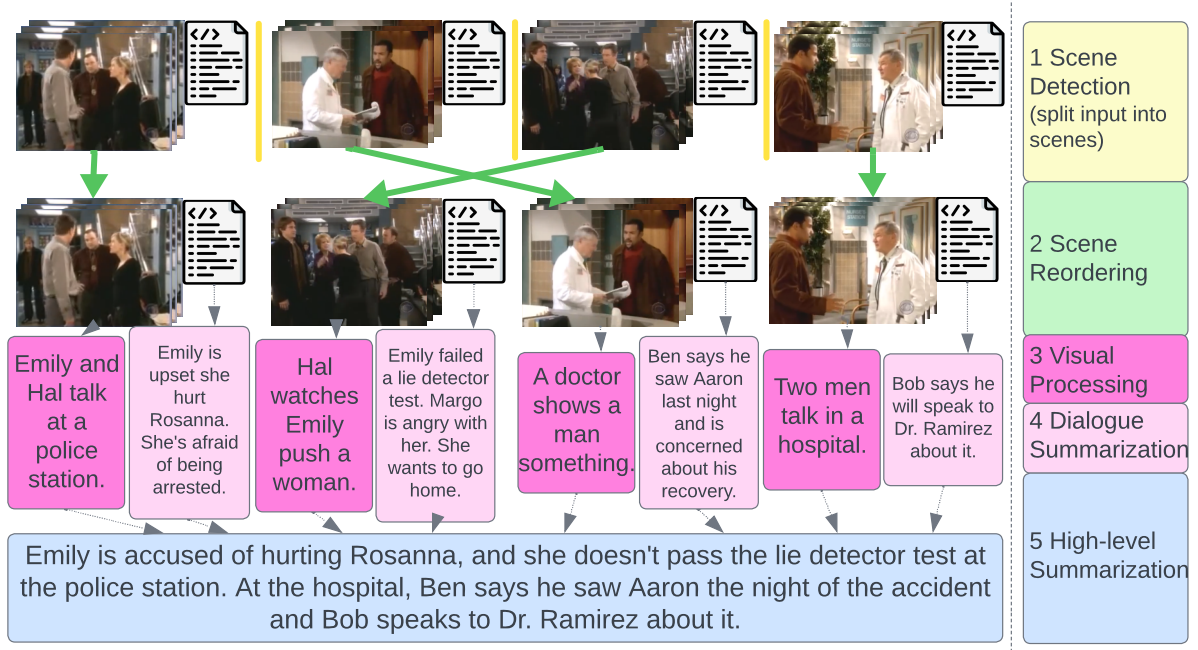 1 Scene
Detection
(split input into
scenes)
2 Scene
Reordering
Emily and
Hal talk
at a
police
station.
Emily is
upset she
hurt
Rosanna.
She's afraid
of being
arrested.
Hal
watches
Emily
push a
woman.
Emily failed
a lie detector
test. Margo
is angry with
her. She
wants to go
home.
A doctor
shows a
man
something.
Ben says he
saw Aaron
last night
and is
concerned
about his
recovery.
Two men
talk in a
hospital.
Bob says he
will speak to
Dr. Ramirez
about it.
3 Visual
Processing
4 Dialogue
Summarization
5 High-level
Summarization
Emily is accused of hurting Rosanna, and she doesn't pass the lie detector test at
the police station. At the hospital, Ben says he saw Aaron the night of the accident
and Bob speaks to Dr. Ramirez about it.